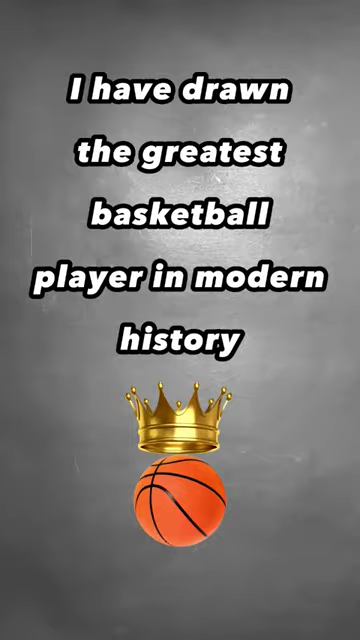 I have drawn
the greatest
basketball
player in modern
history